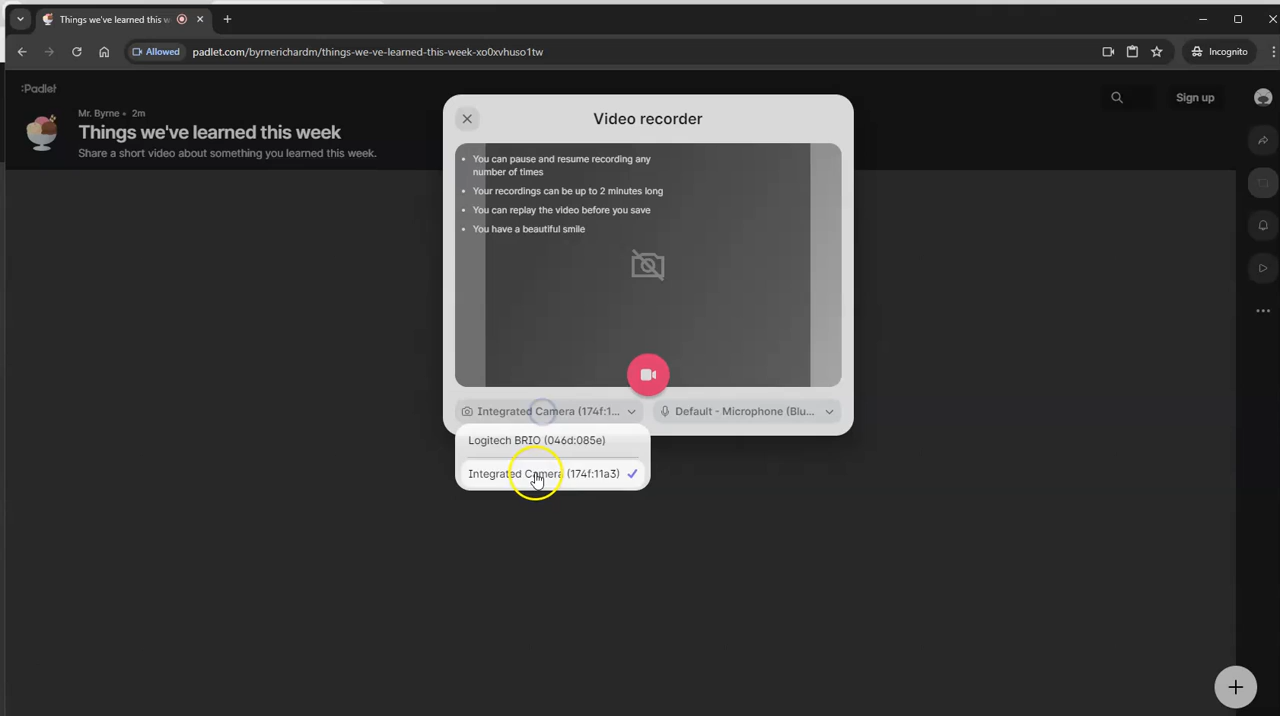 Things we've learned this w
Allowed
padlet.com/byrnerichardm/things-we-ve-learned-this-week-xo0xvhuso1tw
Incognito
:Padlet
Mr. Byrne • 2m
Things we've learned this week
Share a short video about something you learned this week.
Sign up
Video recorder
• You can pause and resume recording any
number of times
• Your recordings can be up to 2 minutes long
• You can replay the video before you save
• You have a beautiful smile
Integrated Camera (174f:1...
Default - Microphone (Blu...
Logitech BRIO (046d:085e)
Integrated Camera (174f:11a3)